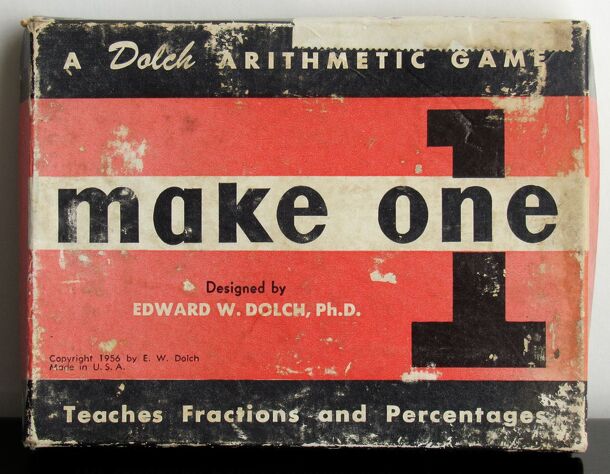 A Dolch ARITHMETIC GAME
1
make one
Designed by
EDWARD W. DOLCH, Ph.D.
Copyright 1956 by E. W. Dolch
Made in U. S. A.
Teaches Fractions and Percentages